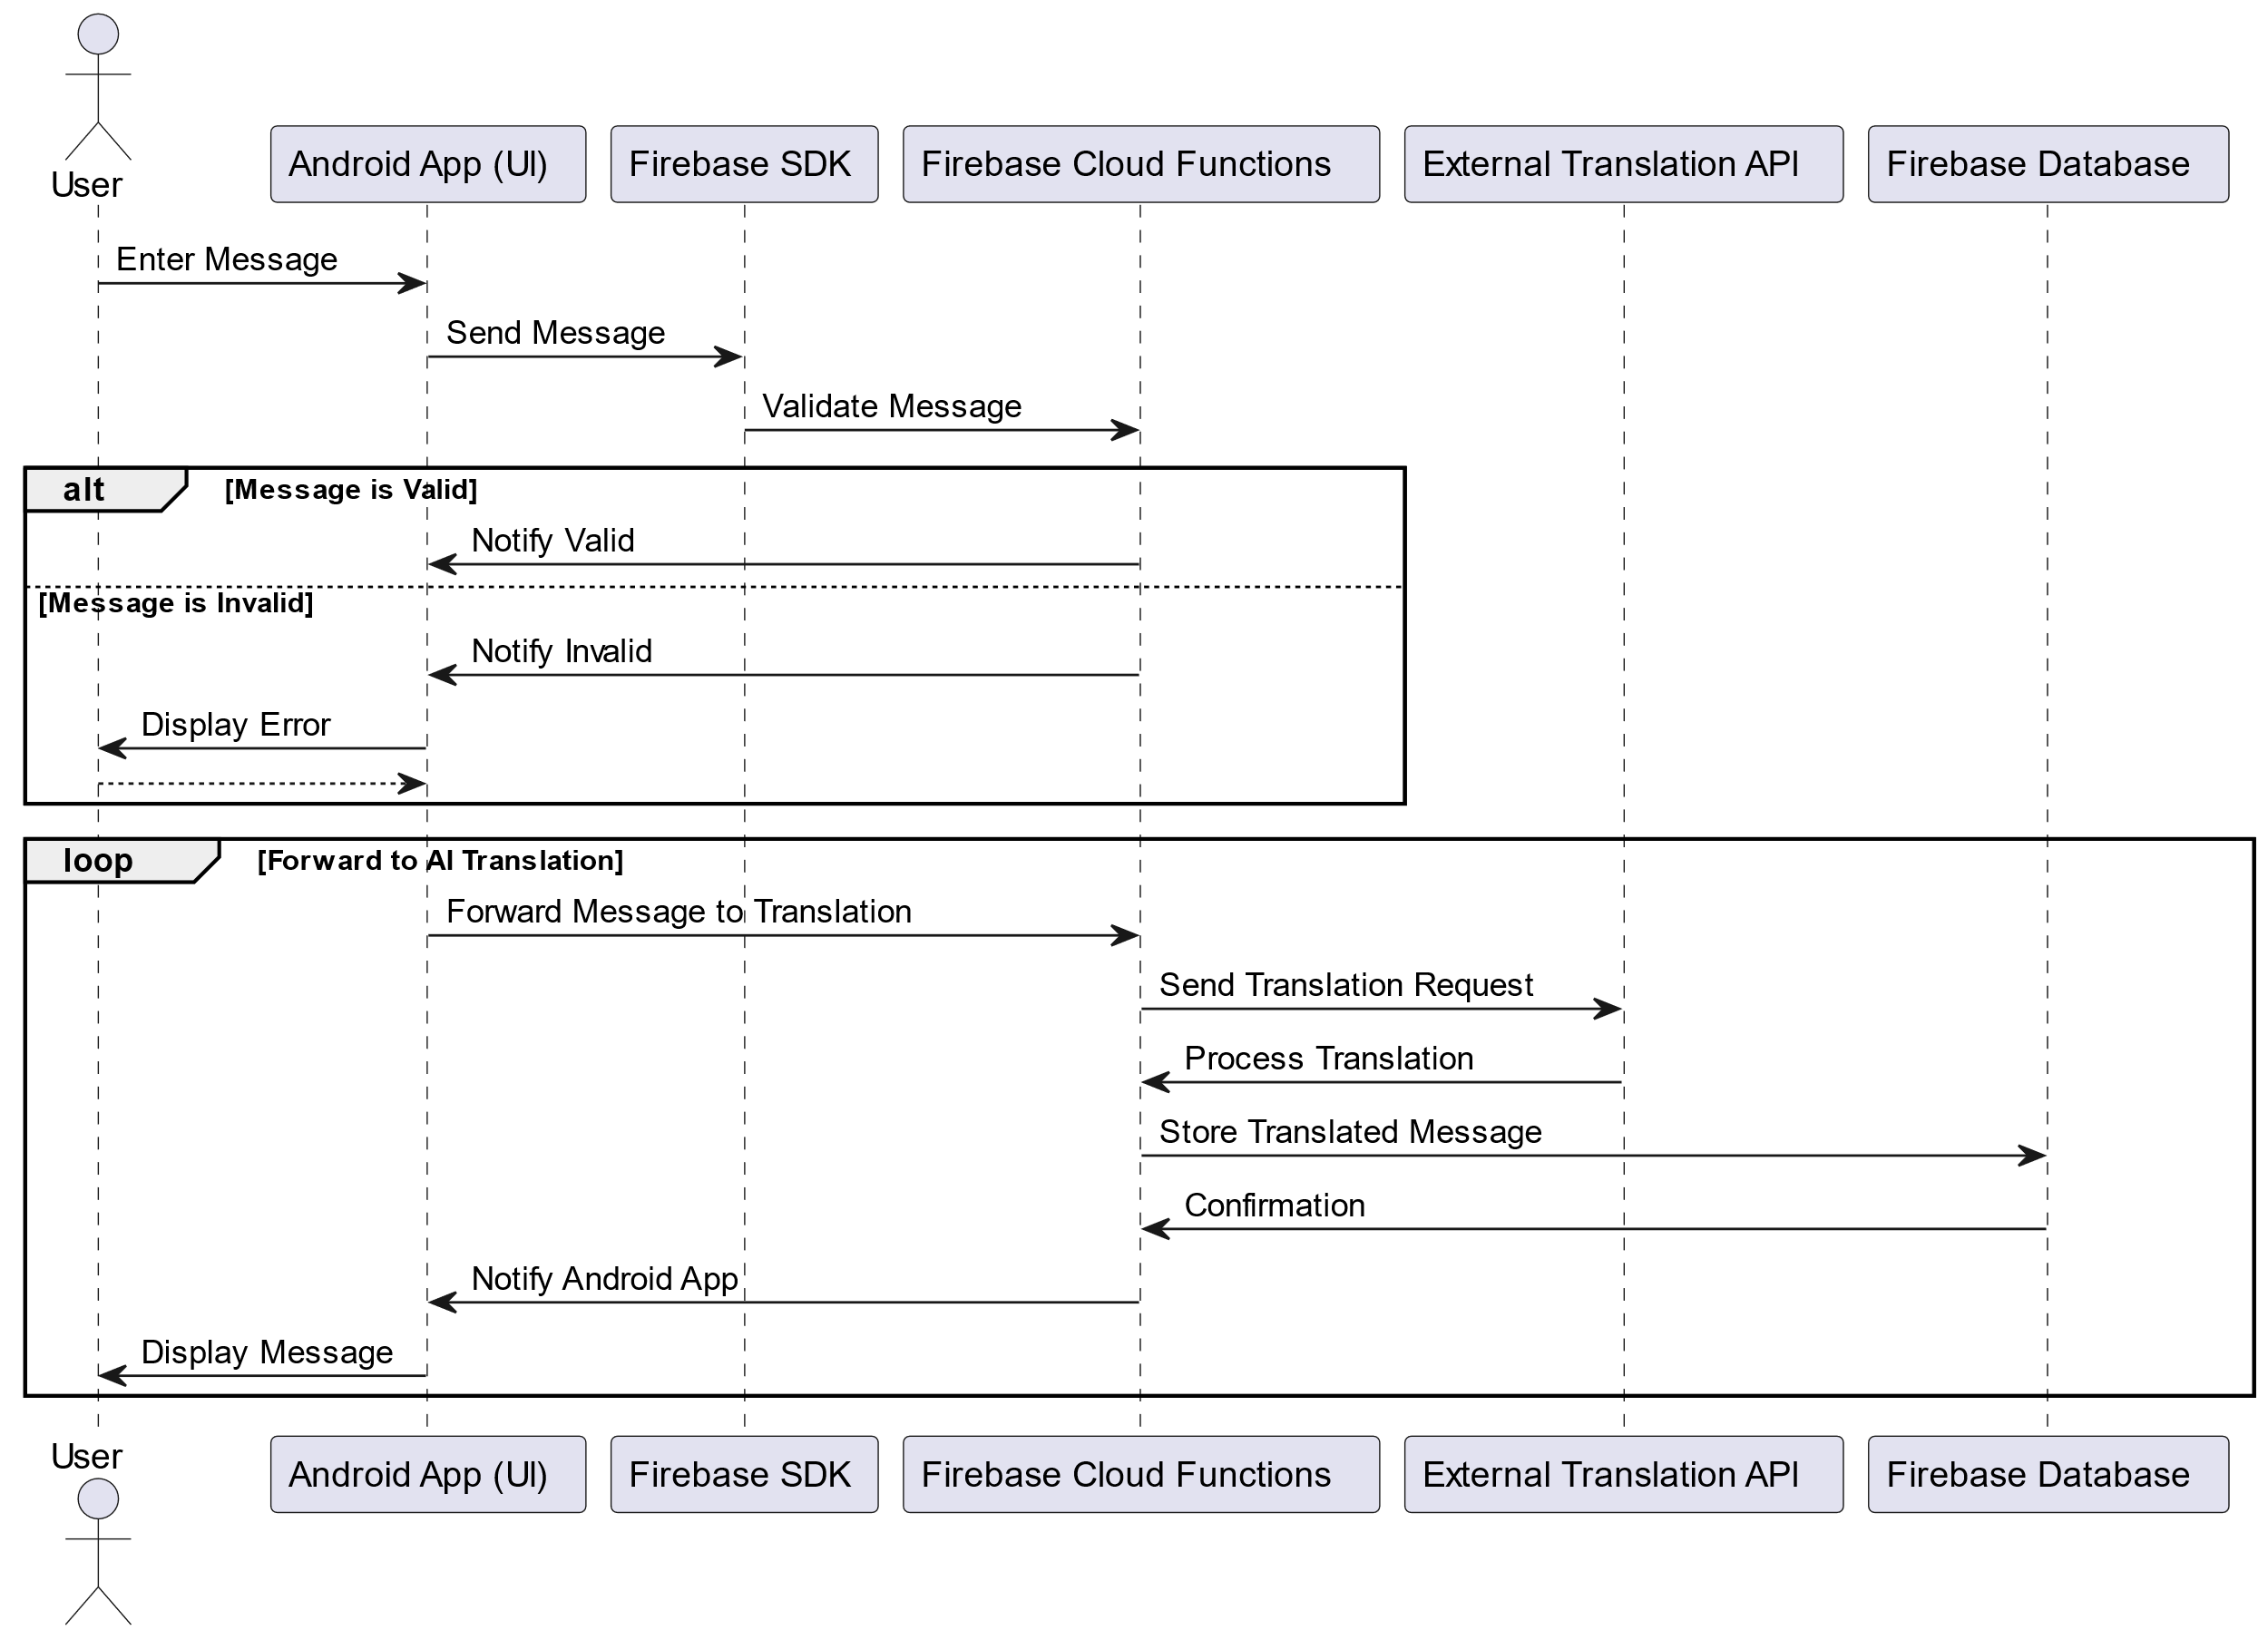 User
Android App (UI)
Firebase SDK
Firebase Cloud Functions
External Translation API
Firebase Database
Enter Message
Send Message
Validate Message
alt [Message is Valid]
Notify Valid
[Message is Invalid]
Notify Invalid
Display Error
loop [Forward to AI Translation]
Forward Message to Translation
Send Translation Request
Process Translation
Store Translated Message
Confirmation
Notify Android App
Display Message
User
Android App (UI)
Firebase SDK
Firebase Cloud Functions
External Translation API
Firebase Database